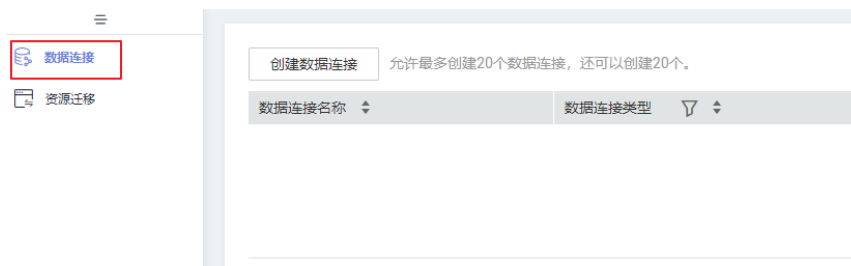 数据连接
资源迁移
创建数据连接 允许最多创建20个数据连接，还可以创建20个。
数据连接名称 数据连接类型